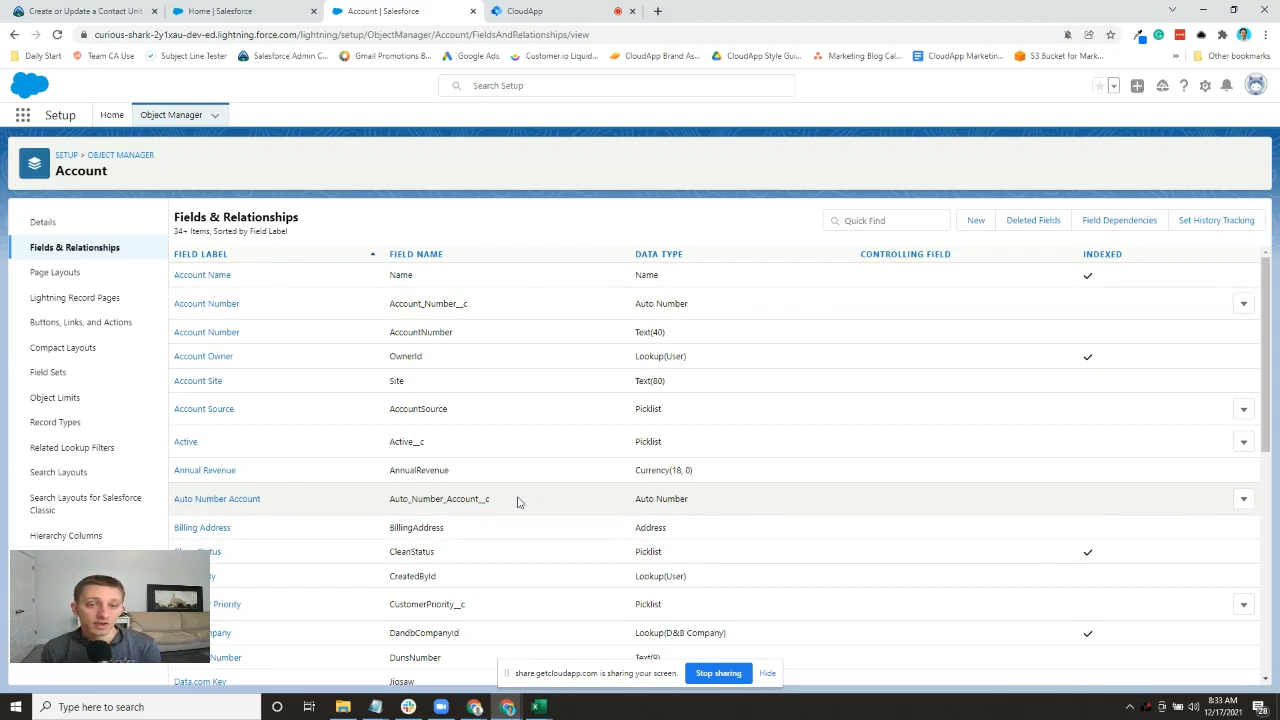 Create or Update a Contact Unit
Home | Salesforce
Account | Salesforce
CloudApp
curious-shark-2y1xau-dev-ed.lightning.force.com/lightning/setup/ObjectManager/Account/FieldsAndRelationships/view
Daily Start
Team CA Use
Subject Line Tester
Salesforce Admin C...
Gmail Promotions B...
Google Ads
Customer.io Liquid...
CloudApp Brand As...
CloudApp Style Gui...
Marketing Blog Cal...
CloudApp Marketin...
S3 Bucket for Mark...
»
Other bookmarks
Search Setup
Setup
Home
Object Manager
SETUP > OBJECT MANAGER
Account
Details
Fields & Relationships
Page Layouts
Lightning Record Pages
Buttons, Links, and Actions
Compact Layouts
Field Sets
Object Limits
Record Types
Related Lookup Filters
Search Layouts
Search Layouts for Salesforce
Classic
Hierarchy Columns
Fields & Relationships
34+ Items, Sorted by Field Label
Quick Find
New
Deleted Fields
Field Dependencies
Set History Tracking
FIELD LABEL FIELD NAME DATA TYPE CONTROLLING FIELD INDEXED
Account Name Name Name
Account Number Account_Number__c Auto Number
Account Number AccountNumber Text(40)
Account Owner OwnerId Lookup(User)
Account Site Site Text(80)
Account Source AccountSource Picklist
Active Active__c Picklist
Annual Revenue AnnualRevenue Currency(18, 0)
Auto Number Account Auto_Number_Account__c Auto Number
Billing Address BillingAddress Address
CleanStatus Picklist
CreatedById Lookup(User)
Priority CustomerPriority__c Picklist
DandbCompanyId Lookup(D&B Company)
Number DunsNumber Text(9)
Data.com Key Jigsaw
share.getcloudapp.com is sharing your screen.
Stop sharing
Hide
Type here to search
8:33 AM
12/17/2021
28